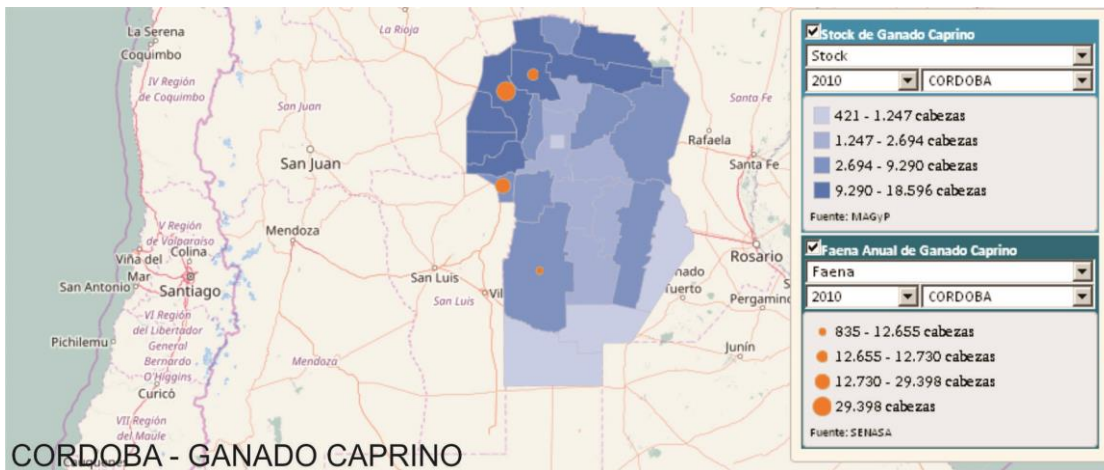 La Serena
Coquimbo
IV Región
de Coquimbo
La Rioja
San Juan
San Juan
Santa Fe
Rafaela
Santa Fe
V Región
de Valparaíso
Viña del
Mar
Colina
San Antonio
Santiago
Mendoza
San Luis
San Luis
Vil
Rosario
nado
uerto
Pergamino
VI Región
del Libertador
General
Bernardo
O'Higgins
Pichilemu
Mendoza
Junín
Curicó
VII Región
del Maule
Cauquenes
CORDOBA - GANADO CAPRINO
Stock de Ganado Caprino
Stock
2010 CORDOBA
421 - 1.247 cabezas
1.247 - 2.694 cabezas
2.694 - 9.290 cabezas
9.290 - 18.596 cabezas
Fuente: MAGyP
Faena Anual de Ganado Caprino
Faena
2010 CORDOBA
835 - 12.655 cabezas
12.655 - 12.730 cabezas
12.730 - 29.398 cabezas
29.398 cabezas
Fuente: SENASA